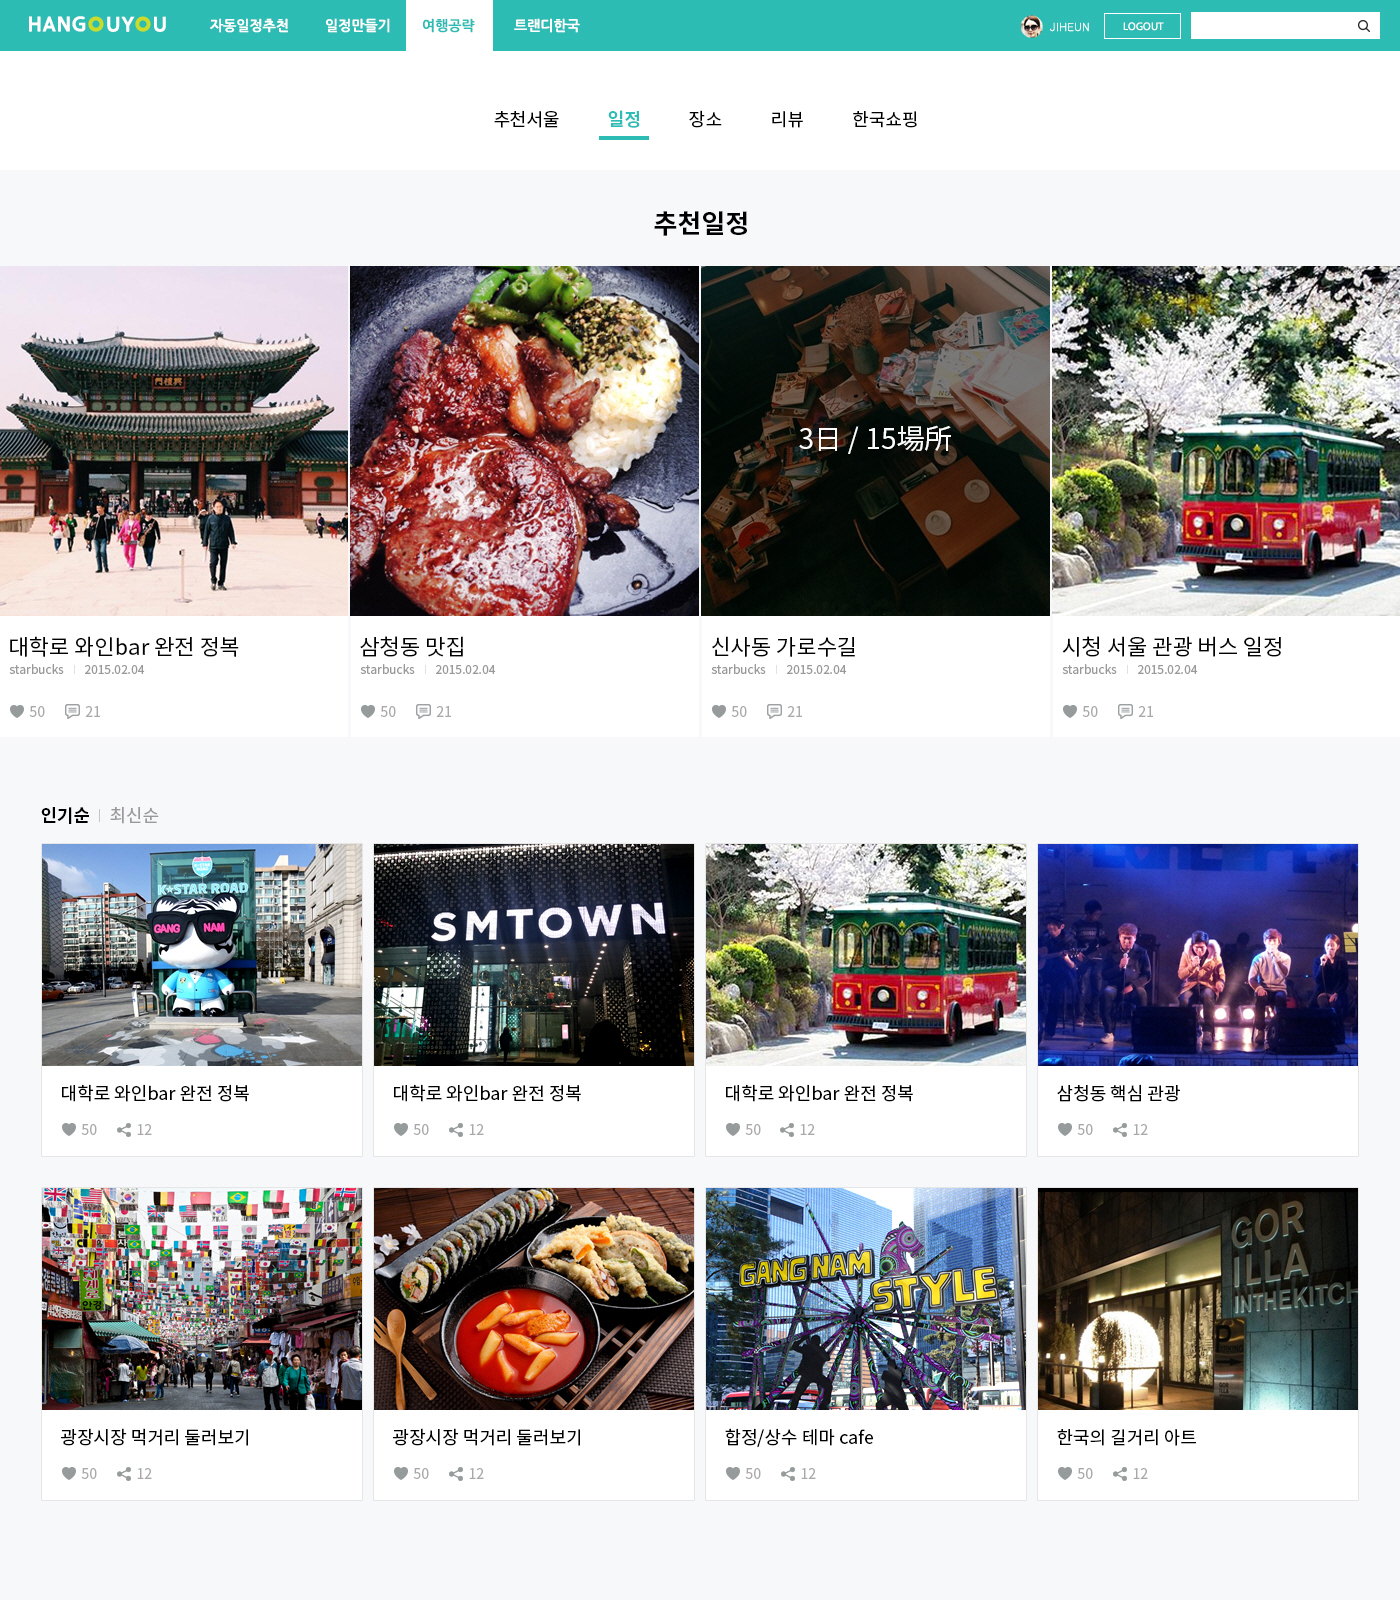 HANGOUYOU 자동일정추천 일정만들기 여행공략 트랜디한국 JIHEUN LOGOUT
추천서울 일정 장소 리뷰 한국쇼핑
추천일정
3日 / 15場所
대학로 와인bar 완전 정복
starbucks 2015.02.04
50 21
삼청동 맛집
starbucks 2015.02.04
50 21
신사동 가로수길
starbucks 2015.02.04
50 21
시청 서울 관광 버스 일정
starbucks 2015.02.04
50 21
인기순 최신순
K★STAR ROAD
GANG NAM
SMTOWN
대학로 와인bar 완전 정복
50 12
대학로 와인bar 완전 정복
50 12
대학로 와인bar 완전 정복
50 12
삼청동 핵심 관광
50 12
GANG NAM
STYLE
GOR
ILLA
INTHEKITCH
광장시장 먹거리 둘러보기
50 12
광장시장 먹거리 둘러보기
50 12
합정/상수 테마 cafe
50 12
한국의 길거리 아트
50 12